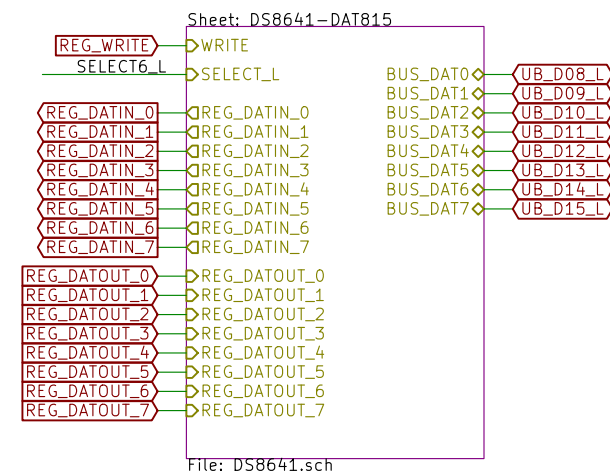 Sheet: DS8641-DAT815
REG_WRITE WRITE
SELECT6_L SELECT_L BUS_DAT0 UB_D08_L
BUS_DAT1 UB_D09_L
REG_DATIN_0 REG_DATIN_0 BUS_DAT2 UB_D10_L
REG_DATIN_1 REG_DATIN_1 BUS_DAT3 UB_D11_L
REG_DATIN_2 REG_DATIN_2 BUS_DAT4 UB_D12_L
REG_DATIN_3 REG_DATIN_3 BUS_DAT5 UB_D13_L
REG_DATIN_4 REG_DATIN_4 BUS_DAT6 UB_D14_L
REG_DATIN_5 REG_DATIN_5 BUS_DAT7 UB_D15_L
REG_DATIN_6 REG_DATIN_6
REG_DATIN_7 REG_DATIN_7
REG_DATOUT_0 REG_DATOUT_0
REG_DATOUT_1 REG_DATOUT_1
REG_DATOUT_2 REG_DATOUT_2
REG_DATOUT_3 REG_DATOUT_3
REG_DATOUT_4 REG_DATOUT_4
REG_DATOUT_5 REG_DATOUT_5
REG_DATOUT_6 REG_DATOUT_6
REG_DATOUT_7 REG_DATOUT_7
File: DS8641.sch